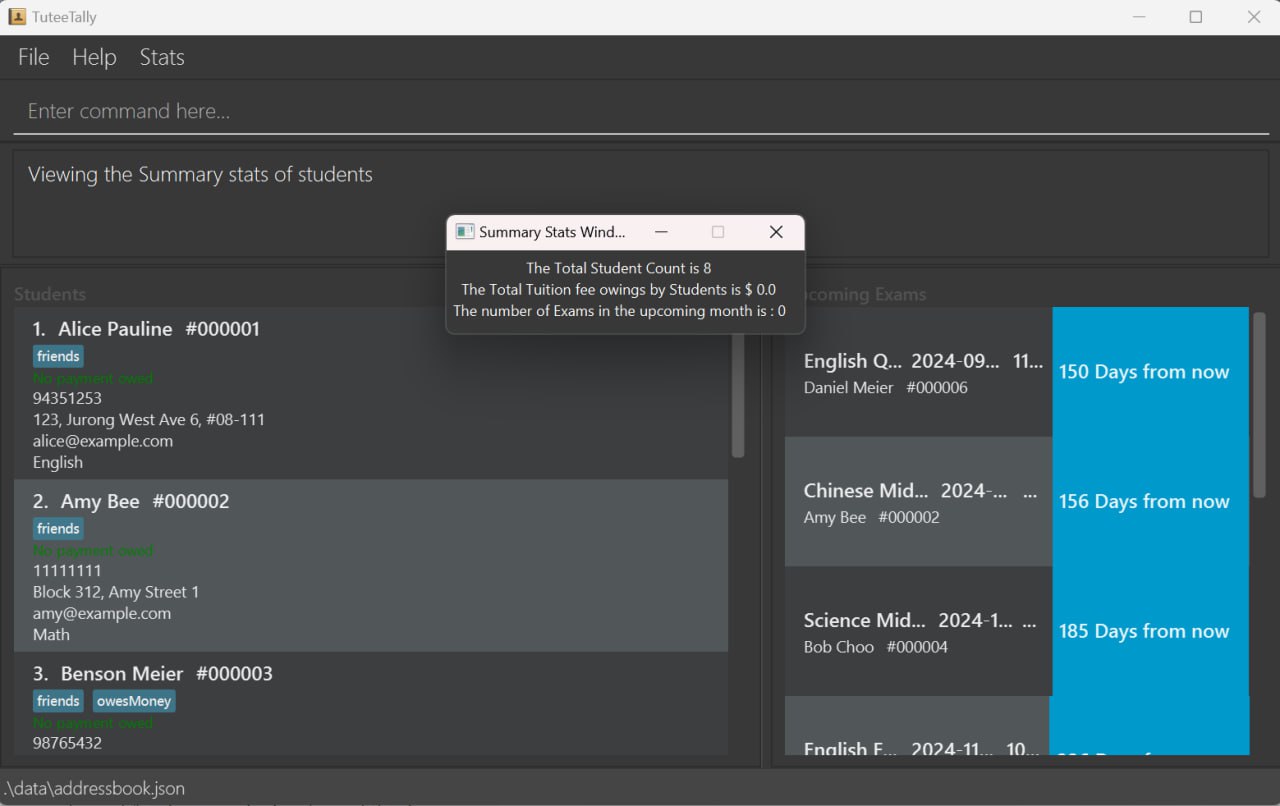 TuteeTally
File Help Stats
Enter command here...
Viewing the Summary stats of students
Summary Stats Wind...
The Total Student Count is 8
The Total Tuition fee owings by Students is $ 0.0
The number of Exams in the upcoming month is : 0
Students
1. Alice Pauline #000001
friends
No payment owed
94351253
123, Jurong West Ave 6, #08-111
alice@example.com
English
2. Amy Bee #000002
friends
No payment owed
11111111
Block 312, Amy Street 1
amy@example.com
Math
3. Benson Meier #000003
friends owesMoney
No payment owed
98765432
coming Exams
English Q... 2024-09... 11...
Daniel Meier #000006
150 Days from now
Chinese Mid... 2024-... ...
Amy Bee #000002
156 Days from now
Science Mid... 2024-1... ...
Bob Choo #000004
185 Days from now
English F... 2024-11... 10...
.\data\addressbook.json